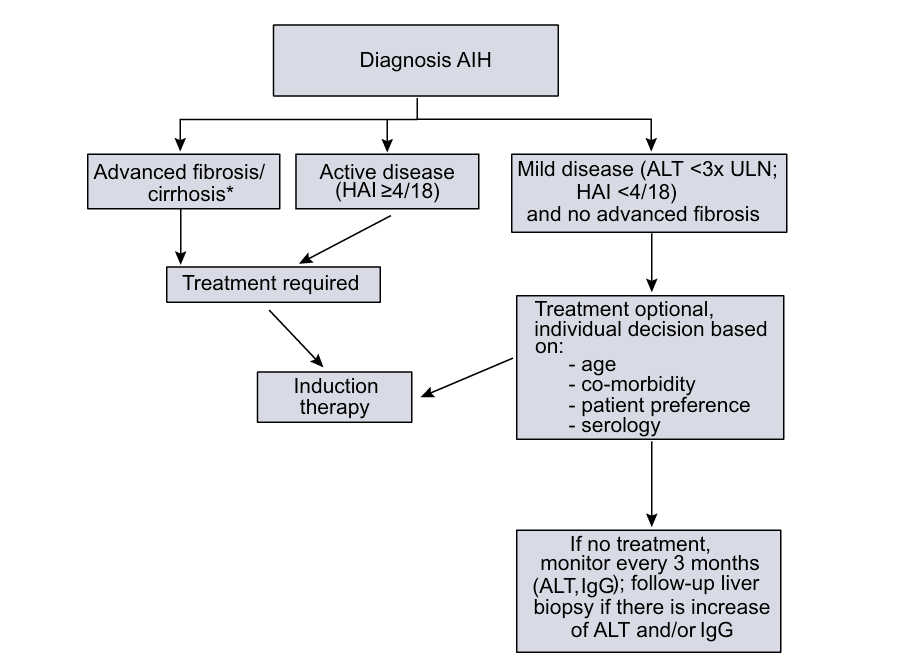 Diagnosis AIH
Advanced fibrosis/
cirrhosis*
Active disease
(HAI ≥4/18)
Mild disease (ALT <3x ULN;
HAI <4/18)
and no advanced fibrosis
Treatment required
Treatment optional,
individual decision based
on:
- age
- co-morbidity
- patient preference
- serology
Induction
therapy
If no treatment,
monitor every 3 months
(ALT,IgG); follow-up liver
biopsy if there is increase
of ALT and/or IgG